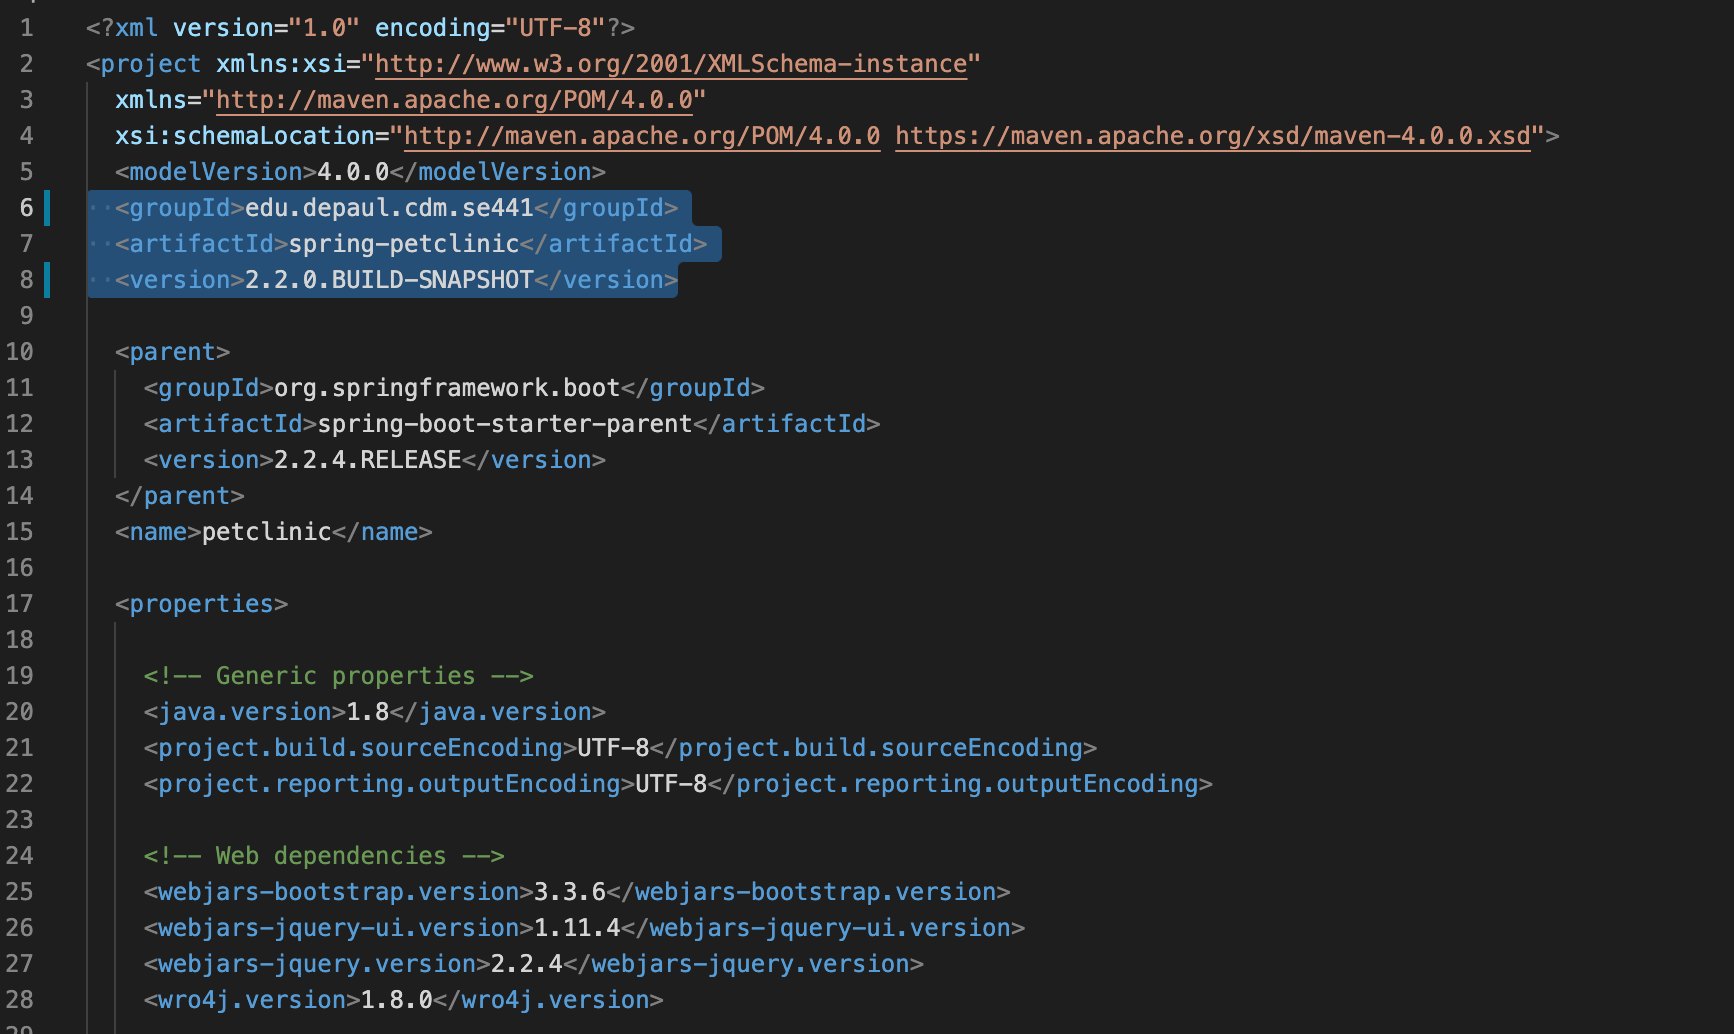 1 <?xml version="1.0" encoding="UTF-8"?>
2 <project xmlns:xsi="http://www.w3.org/2001/XMLSchema-instance"
3 xmlns="http://maven.apache.org/POM/4.0.0"
4 xsi:schemaLocation="http://maven.apache.org/POM/4.0.0 https://maven.apache.org/xsd/maven-4.0.0.xsd">
5 <modelVersion>4.0.0</modelVersion>
6 <groupId>edu.depaul.cdm.se441</groupId>
7 <artifactId>spring-petclinic</artifactId>
8 <version>2.2.0.BUILD-SNAPSHOT</version>
9
10 <parent>
11 <groupId>org.springframework.boot</groupId>
12 <artifactId>spring-boot-starter-parent</artifactId>
13 <version>2.2.4.RELEASE</version>
14 </parent>
15 <name>petclinic</name>
16
17 <properties>
18
19 <!-- Generic properties -->
20 <java.version>1.8</java.version>
21 <project.build.sourceEncoding>UTF-8</project.build.sourceEncoding>
22 <project.reporting.outputEncoding>UTF-8</project.reporting.outputEncoding>
23
24 <!-- Web dependencies -->
25 <webjars-bootstrap.version>3.3.6</webjars-bootstrap.version>
26 <webjars-jquery-ui.version>1.11.4</webjars-jquery-ui.version>
27 <webjars-jquery.version>2.2.4</webjars-jquery.version>
28 <wro4j.version>1.8.0</wro4j.version>
29